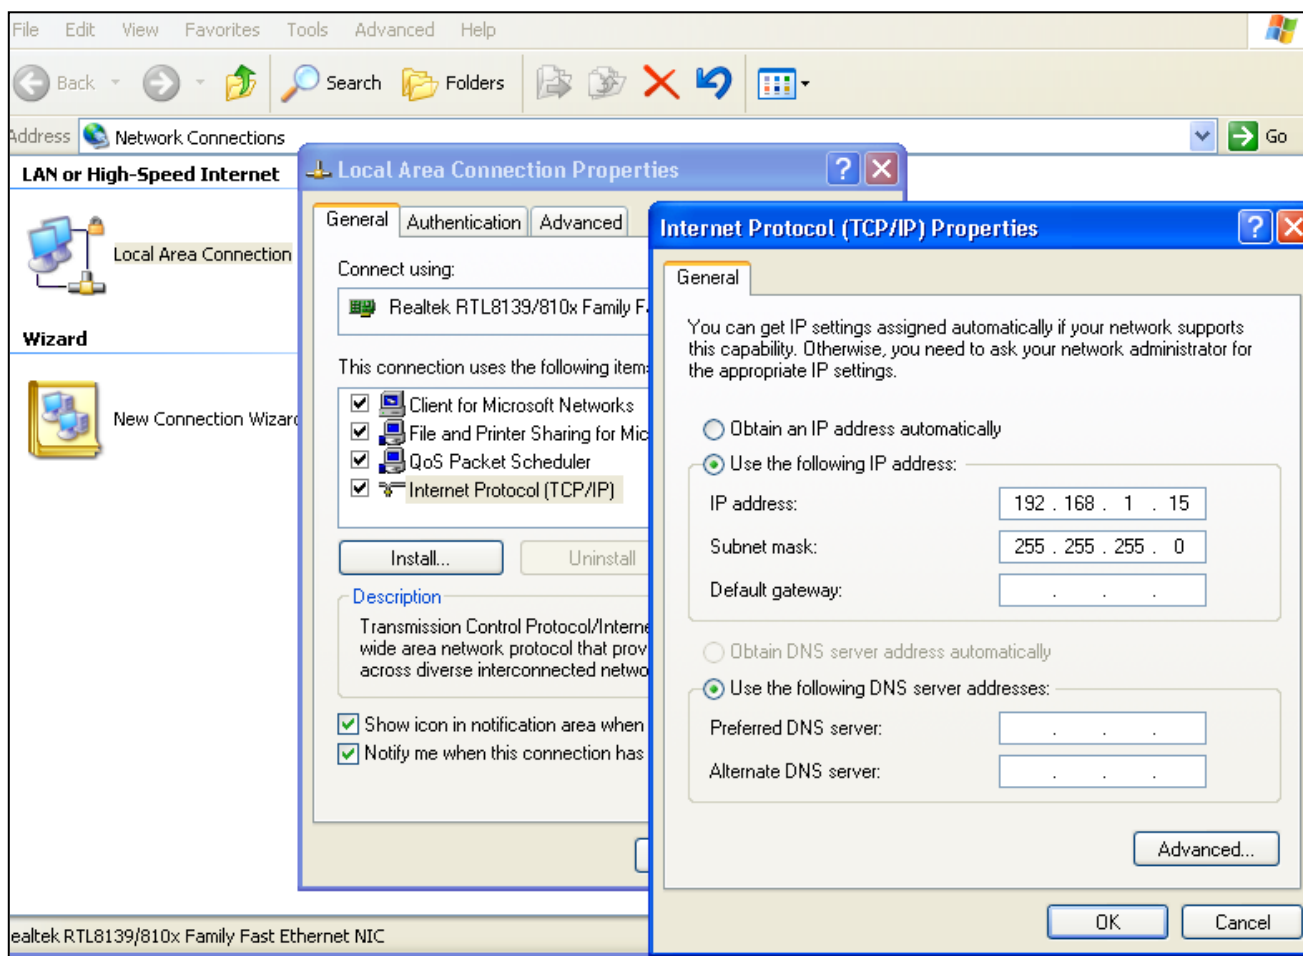 File Edit View Favorites Tools Advanced Help
Back Search Folders
Address Network Connections Go
LAN or High-Speed Internet
Local Area Connection
Wizard
New Connection Wizard
Local Area Connection Properties
General Authentication Advanced
Connect using:
Realtek RTL8139/810x Family F
This connection uses the following item
Client for Microsoft Networks
File and Printer Sharing for Mic
QoS Packet Scheduler
Internet Protocol (TCP/IP)
Install... Uninstall
Description
Transmission Control Protocol/Interne
wide area network protocol that prov
across diverse interconnected netwo
Show icon in notification area when
Notify me when this connection has
Internet Protocol (TCP/IP) Properties
General
You can get IP settings assigned automatically if your network supports
this capability. Otherwise, you need to ask your network administrator for
the appropriate IP settings.
Obtain an IP address automatically
Use the following IP address:
IP address: 192 . 168 . 1 . 15
Subnet mask: 255 . 255 . 255 . 0
Default gateway: . . .
Obtain DNS server address automatically
Use the following DNS server addresses:
Preferred DNS server: . . .
Alternate DNS server: . . .
Advanced...
OK Cancel
ealtek RTL8139/810x Family Fast Ethernet NIC